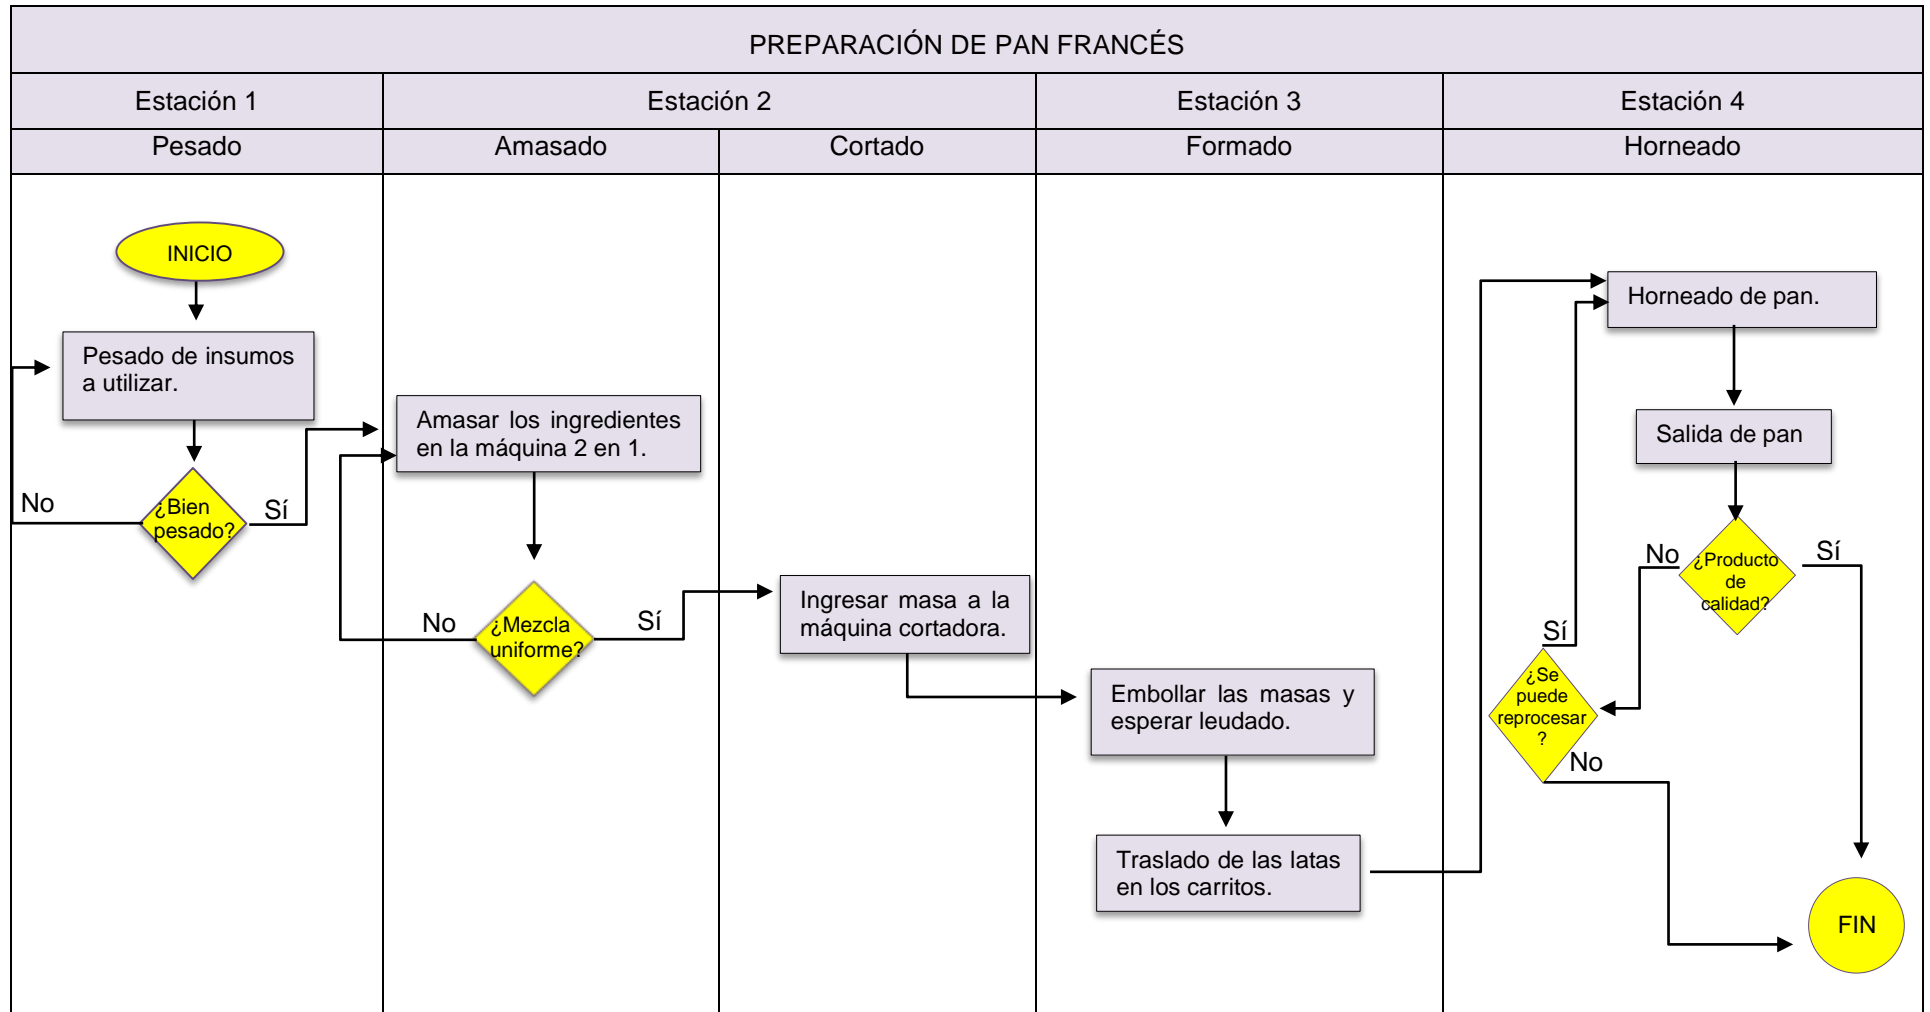 PREPARACIÓN DE PAN FRANCÉS
Estación 1
Estación 2
Estación 3
Estación 4
Pesado
Amasado
Cortado
Formado
Horneado
INICIO
Pesado de insumos
a utilizar.
¿Bien
pesado?
No
Sí
Amasar los ingredientes
en la máquina 2 en 1.
¿Mezcla
uniforme?
No
Sí
Ingresar masa a la
máquina cortadora.
Embollar las masas y
esperar leudado.
Traslado de las latas
en los carritos.
Horneado de pan.
Salida de pan
¿Producto
de
calidad?
No
Sí
¿Se
puede
reprocesar
?
Sí
No
FIN